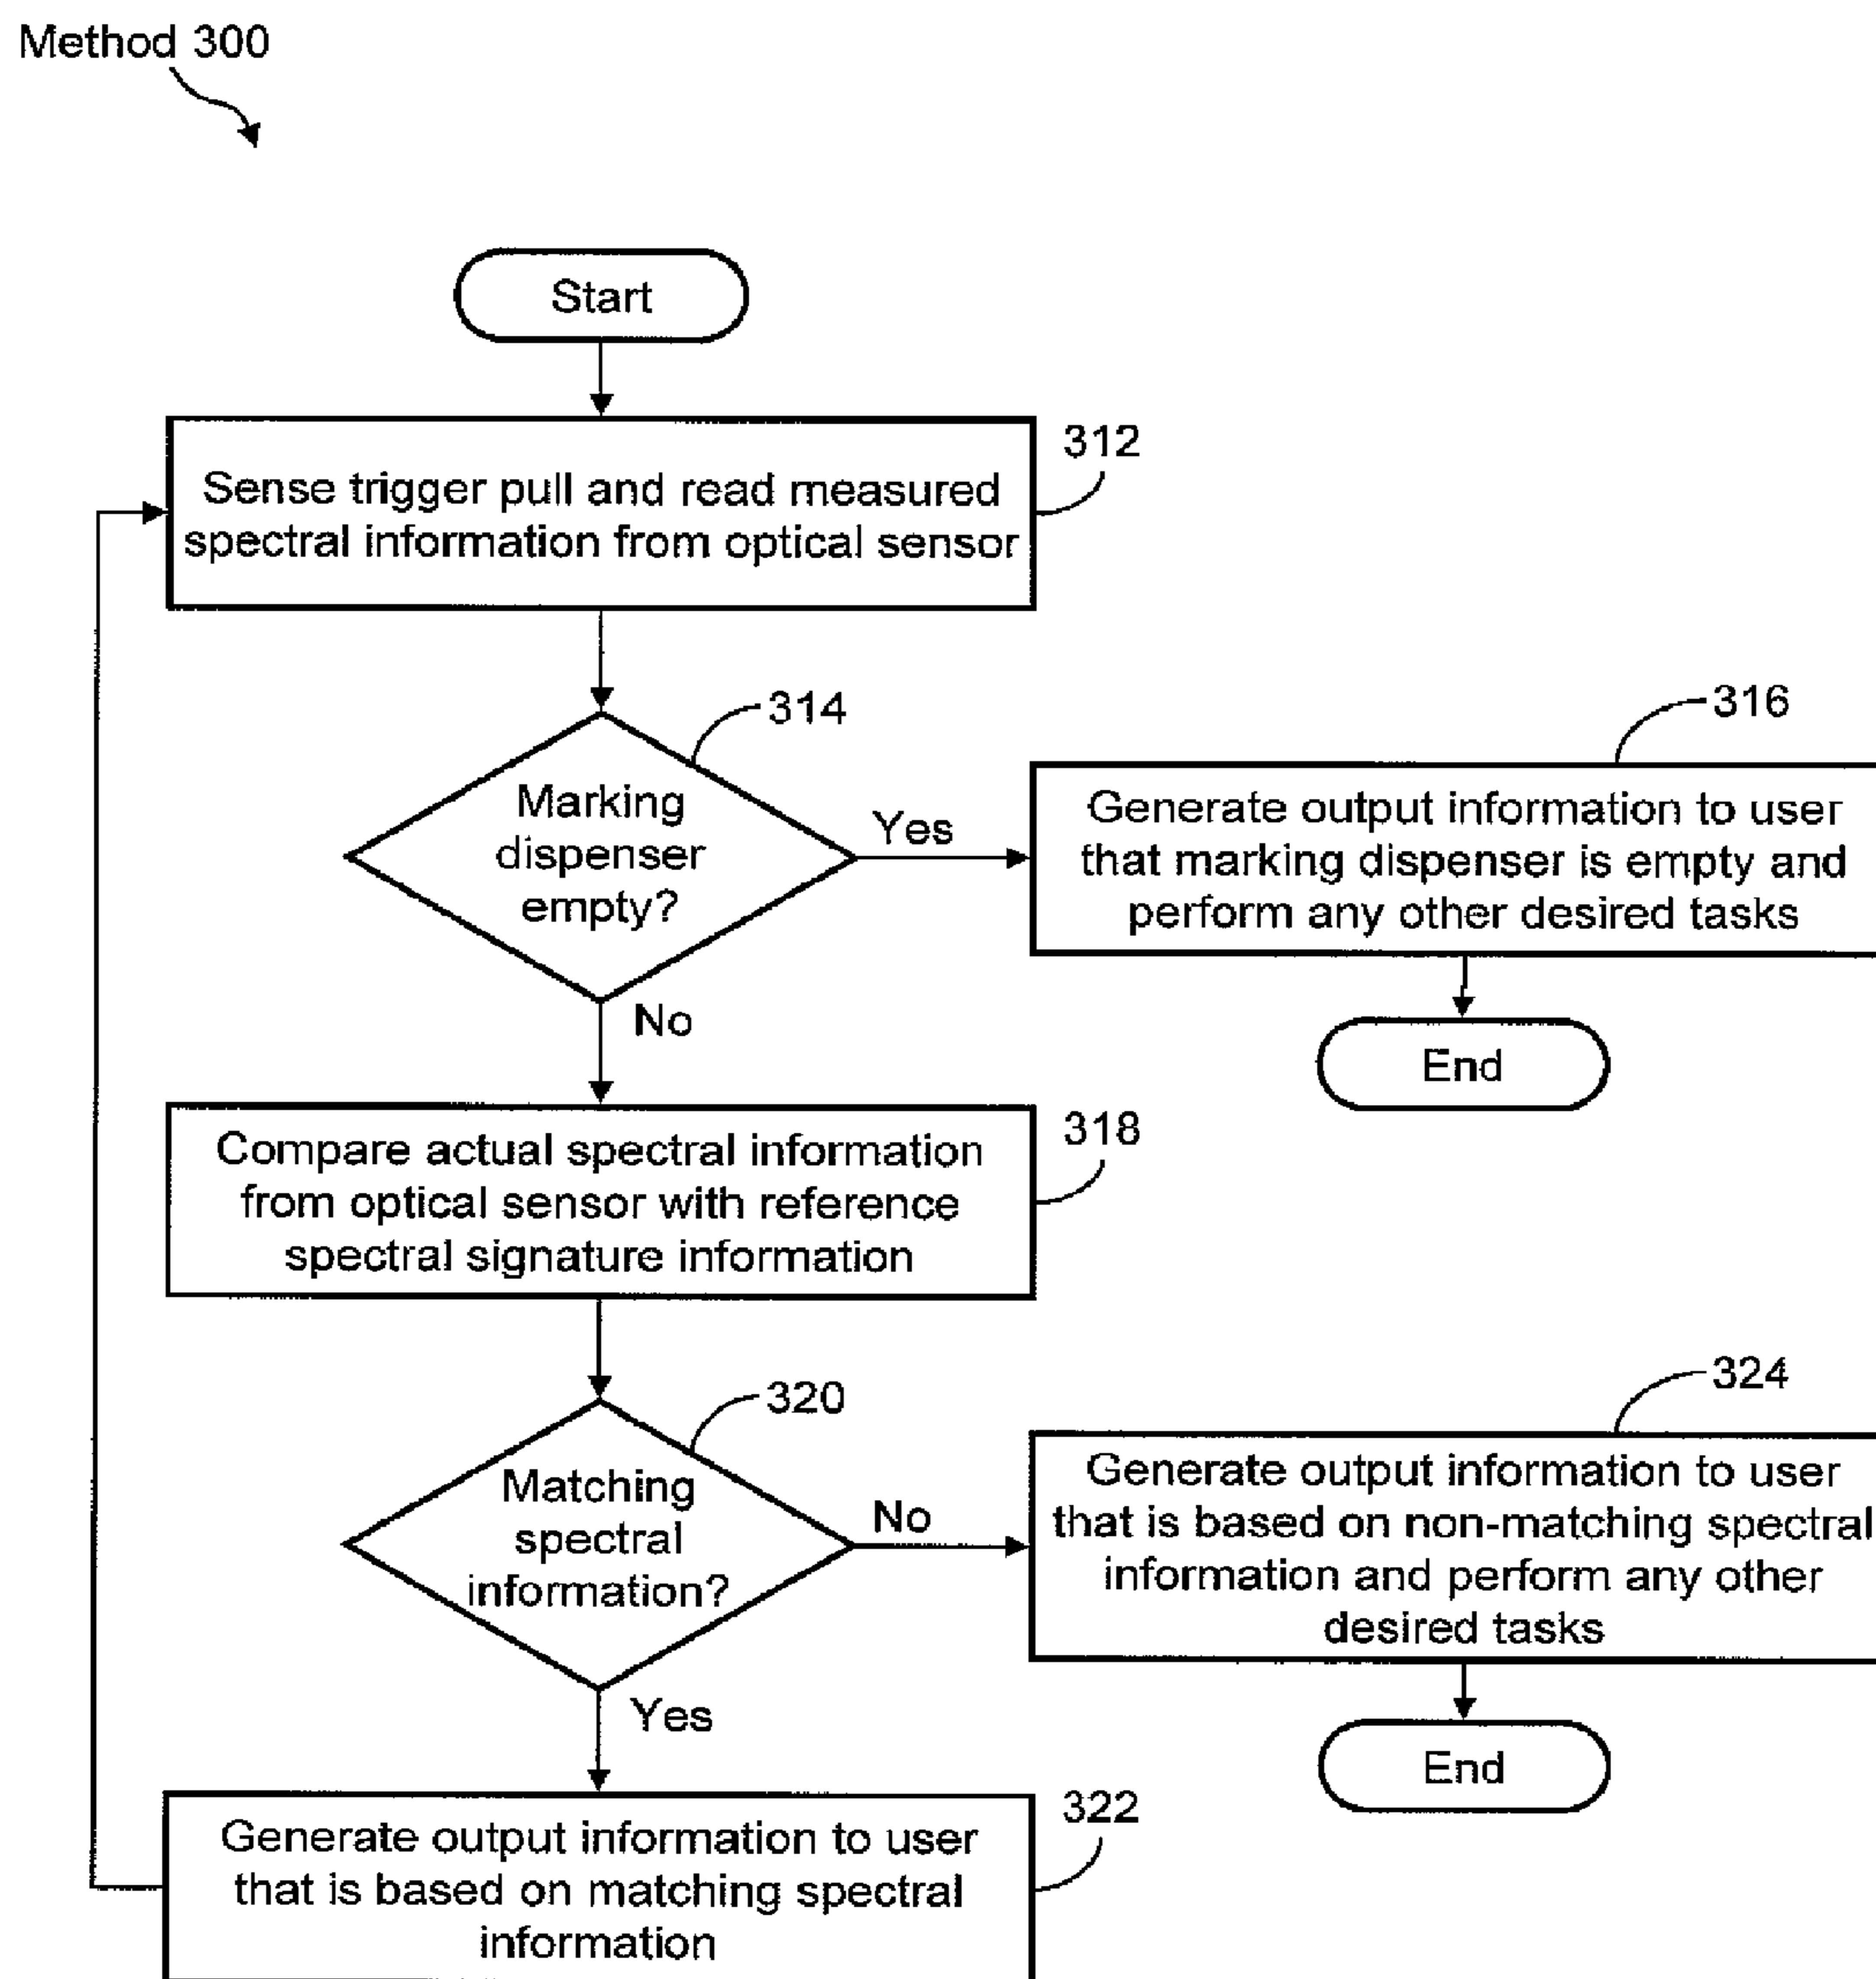 Method 300
Start
312
Sense trigger pull and read measured
spectral information from optical sensor
314
Marking
dispenser
empty?
Yes
316
Generate output information to user
that marking dispenser is empty and
perform any other desired tasks
End
No
318
Compare actual spectral information
from optical sensor with reference
spectral signature information
320
Matching
spectral
information?
No
324
Generate output information to user
that is based on non-matching spectral
information and perform any other
desired tasks
End
Yes
322
Generate output information to user
that is based on matching spectral
information